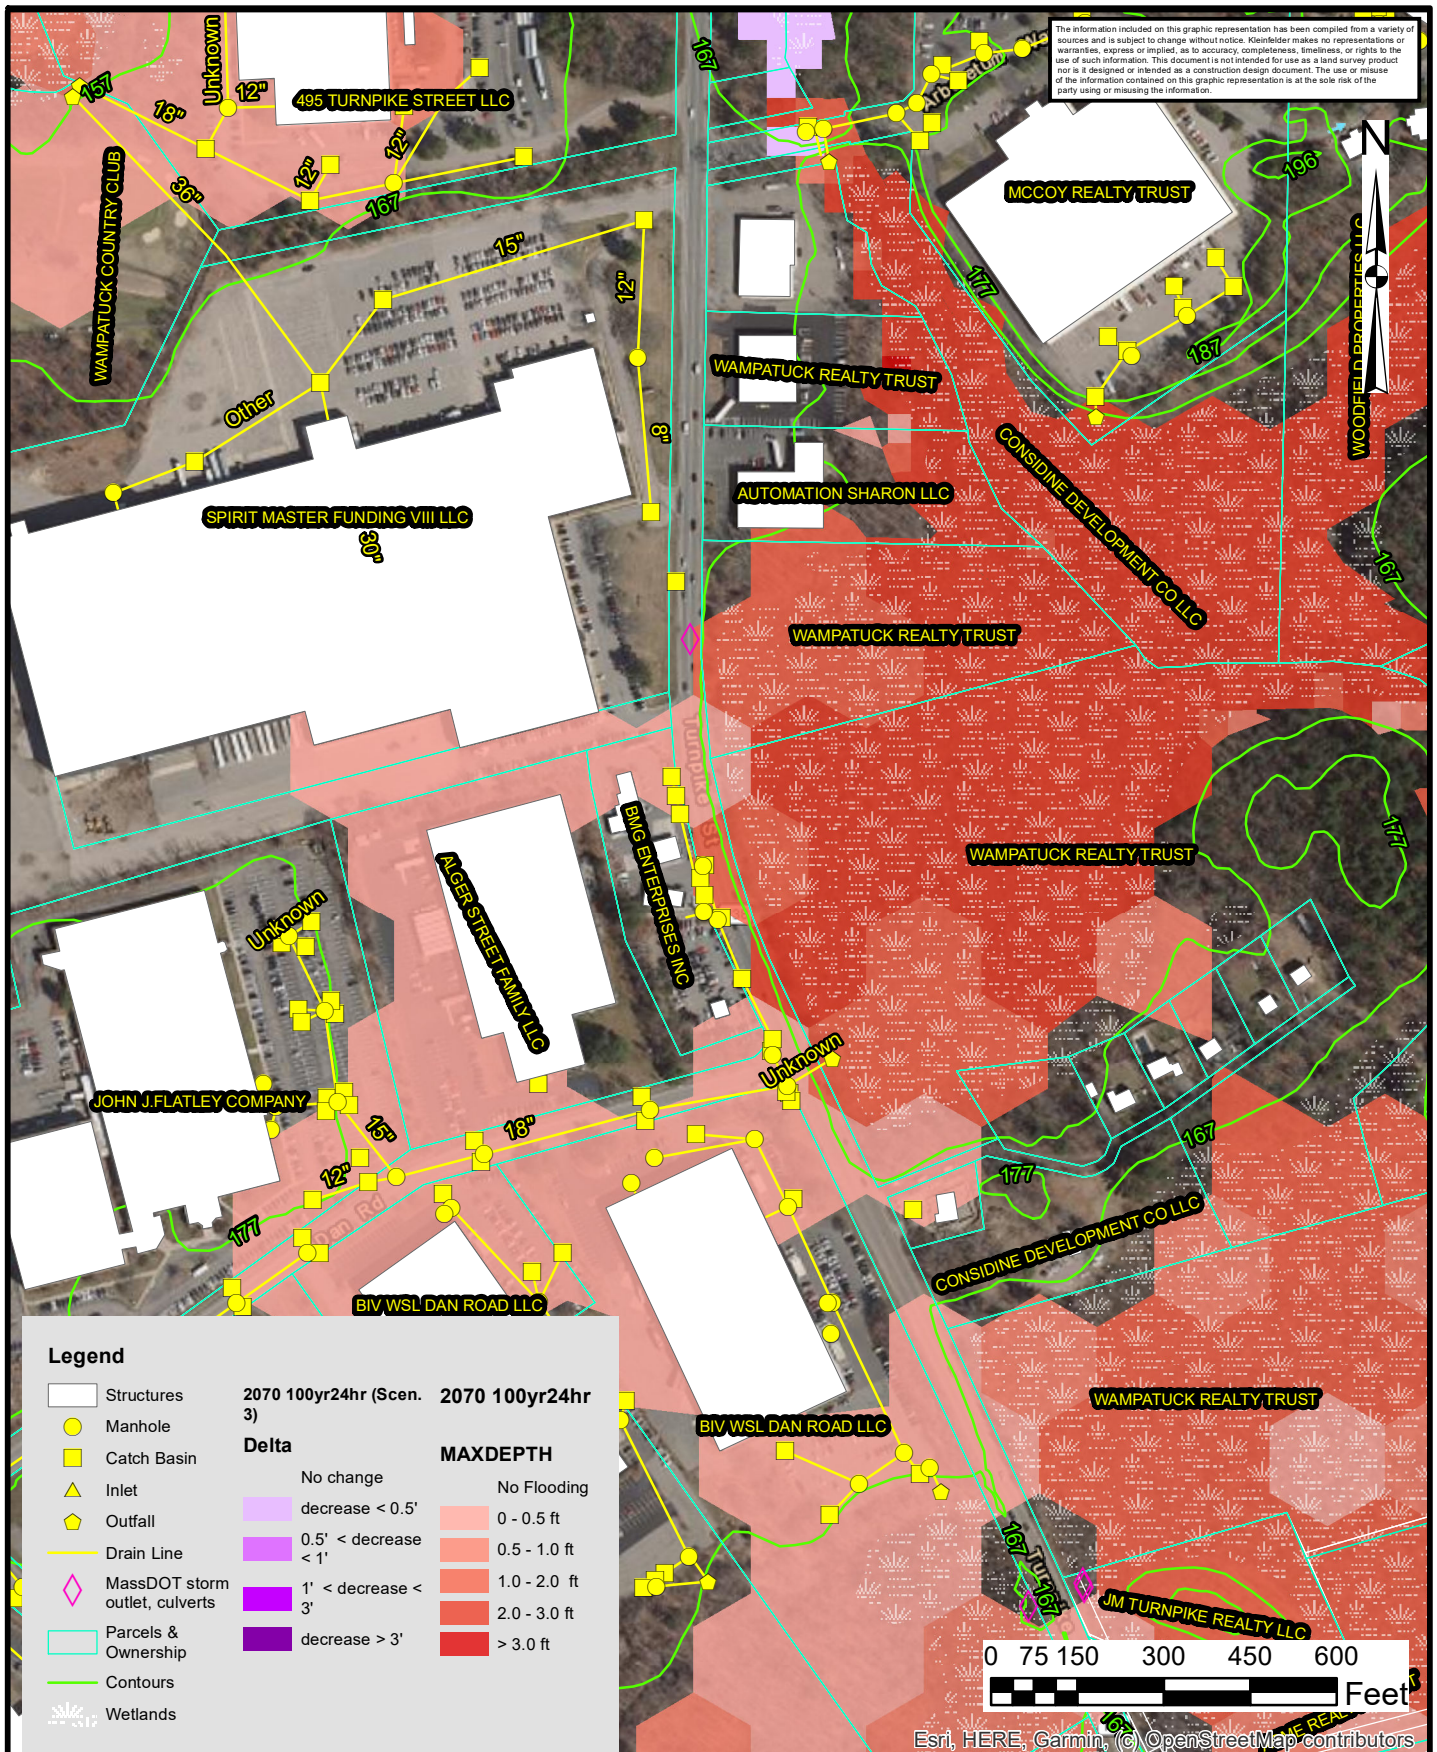 The information included on this graphic representation has been compiled from a variety of
sources and is subject to change without notice. Kleinfelder makes no representations or
warranties, express or implied, as to accuracy, completeness, timeliness, or rights to the
use of such information. This document is not intended for use as a land survey product
nor is it designed or intended as a construction design document. The use or misuse
of the information contained on this graphic representation is at the sole risk of the
party using or misusing the information.
167
157
Unknown
12"
18"
495 TURNPIKE STREET LLC
12"
12"
36"
167
WAMPATUCK COUNTRY CLUB
15"
12"
N
196
MCCOY REALTY TRUST
WOODFIELD PROPERTIES LLC
177
187
WAMPATUCK REALTY TRUST
Other
8"
CONSIDINE DEVELOPMENT CO LLC
AUTOMATION SHARON LLC
SPIRIT MASTER FUNDING VIII LLC
30"
167
WAMPATUCK REALTY TRUST
Turnpike St
BMG ENTERPRISES INC
177
ALGER STREET FAMILY LLC
WAMPATUCK REALTY TRUST
Unknown
Unknown
JOHN J.FLATLEY COMPANY
15"
18"
12"
167
177
177
Dan Rd
CONSIDINE DEVELOPMENT CO LLC
BIV WSL DAN ROAD LLC
WAMPATUCK REALTY TRUST
BIV WSL DAN ROAD LLC
167
167
JM TURNPIKE REALTY LLC
167
Legend
Structures
Manhole
Catch Basin
Inlet
Outfall
Drain Line
MassDOT storm
outlet, culverts
Parcels &
Ownership
Contours
Wetlands
2070 100yr24hr (Scen.
3)
Delta
No change
decrease < 0.5'
0.5' < decrease
< 1'
1' < decrease <
3'
decrease > 3'
2070 100yr24hr
MAXDEPTH
No Flooding
0 - 0.5 ft
0.5 - 1.0 ft
1.0 - 2.0 ft
2.0 - 3.0 ft
> 3.0 ft
0 75 150 300 450 600
Feet
Esri, HERE, Garmin, (c) OpenStreetMap contributors